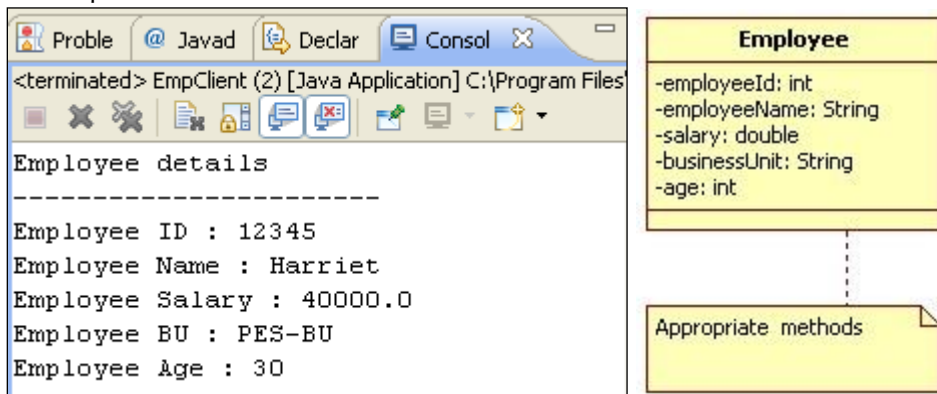 Proble @ Javad Declar Consol
<terminated> EmpClient (2) [Java Application] C:\Program Files\
Employee details
------------------------
Employee ID : 12345
Employee Name : Harriet
Employee Salary : 40000.0
Employee BU : PES-BU
Employee Age : 30
Employee
-employeeId: int
-employeeName: String
-salary: double
-businessUnit: String
-age: int
Appropriate methods